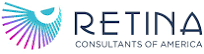 RETINA
CONSULTANTS OF AMERICA